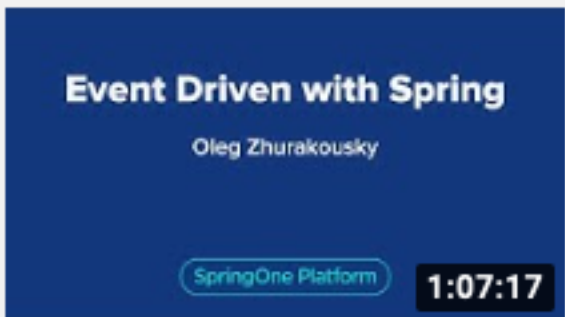 Event Driven with Spring
Oleg Zhurakousky
SpringOne Platform
1:07:17